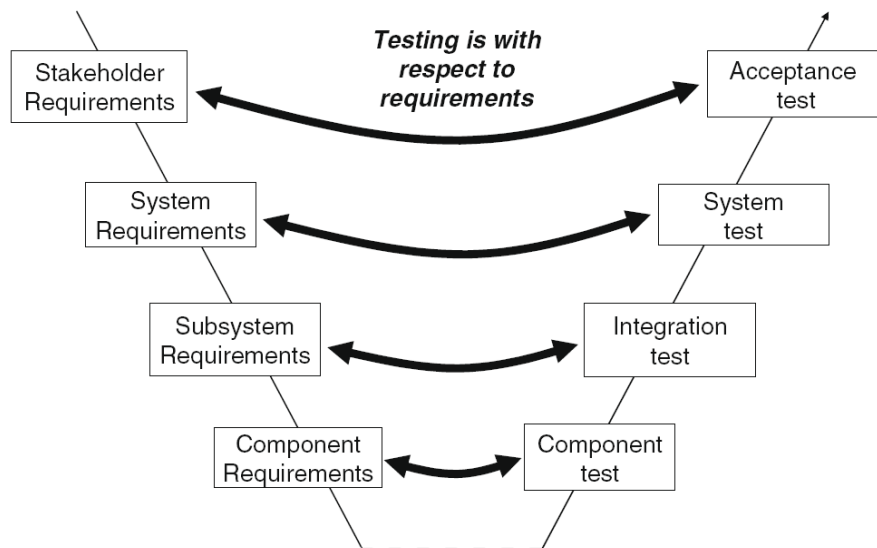 Testing is with
respect to
requirements
Stakeholder
Requirements
Acceptance
test
System
Requirements
System
test
Subsystem
Requirements
Integration
test
Component
Requirements
Component
test